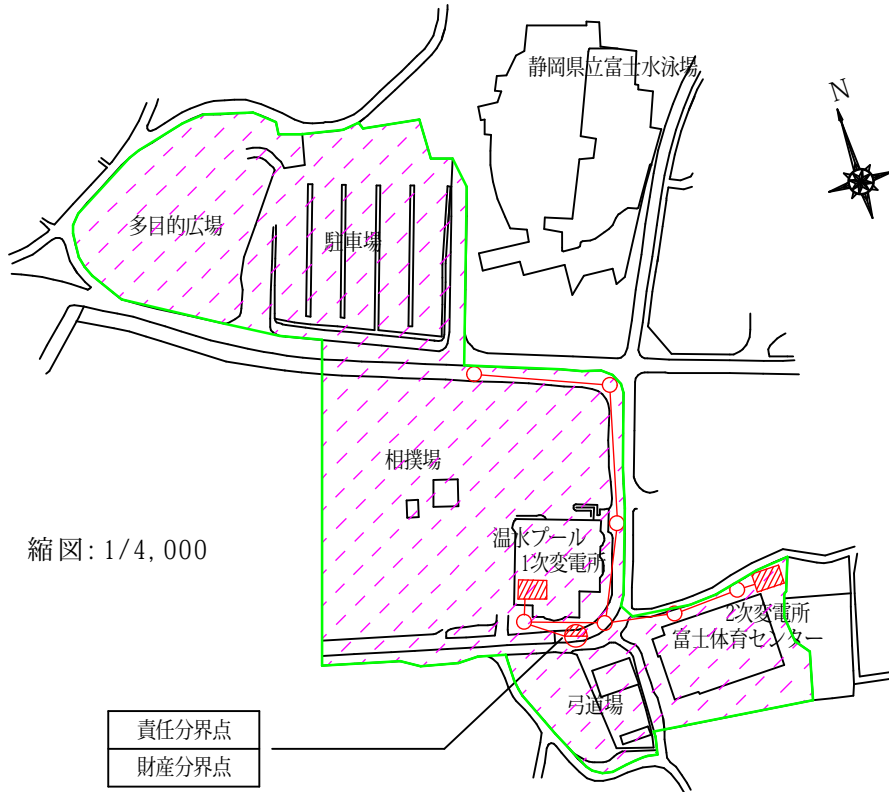 静岡県立富士水泳場
N
多目的広場
駐車場
相撲場
温水プール
1次変電所
縮図:1/4,000
2次変電所
富士体育センター
弓道場
責任分界点
財産分界点